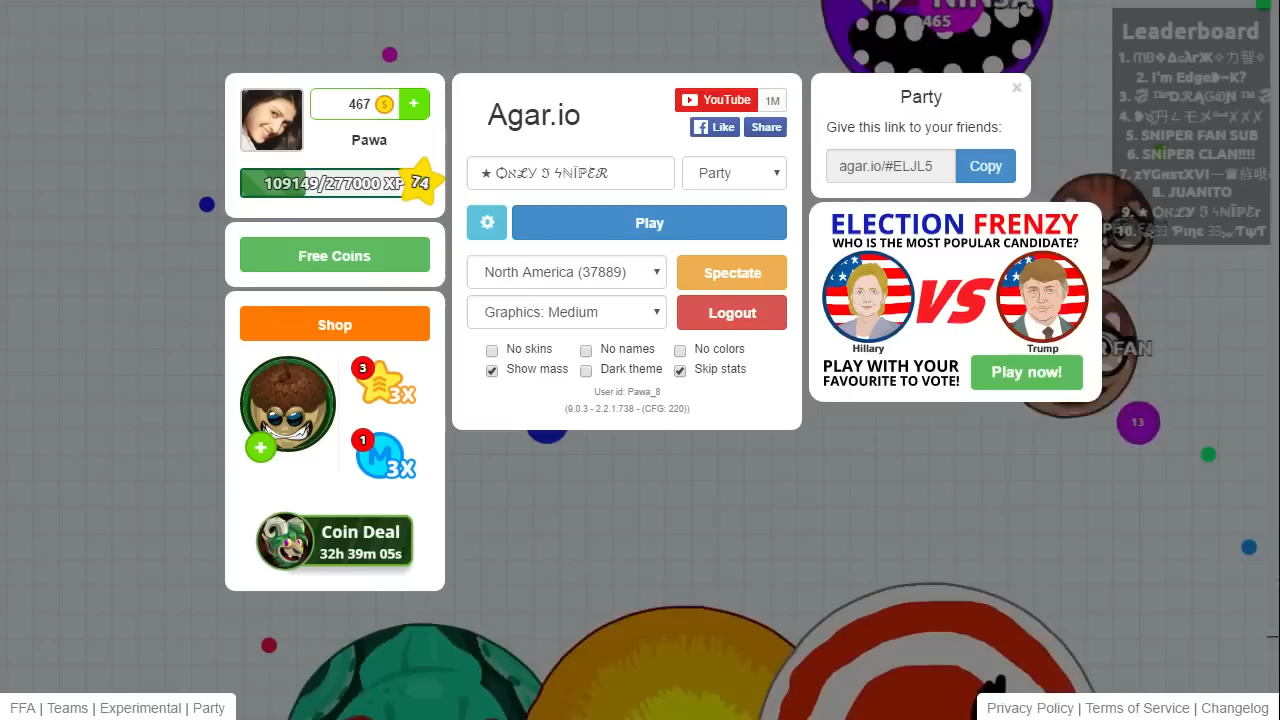 NINJA
465
Leaderboard
2. I'm Edge
5. SNIPER FAN SUB
6. SNiPER CLAN!!!!
8. JUANITO
467
+
Pawa
109149/277000 XP
74
Free Coins
Shop
3
3X
1
M
3X
+
Coin Deal
32h 39m 05s
Agar.io
YouTube
1M
Like
Share
Party
Play
North America (37889)
Spectate
Graphics: Medium
Logout
No skins
No names
No colors
Show mass
Dark theme
Skip stats
User id: Pawa_8
(9.0.3 - 2.2.1.738 - (CFG: 220))
Party
×
Give this link to your friends:
agar.io/#ELJL5
Copy
ELECTION FRENZY
WHO IS THE MOST POPULAR CANDIDATE?
VS
Hillary
Trump
PLAY WITH YOUR
FAVOURITE TO VOTE!
Play now!
FAN
13
FFA | Teams | Experimental | Party
Privacy Policy | Terms of Service | Changelog